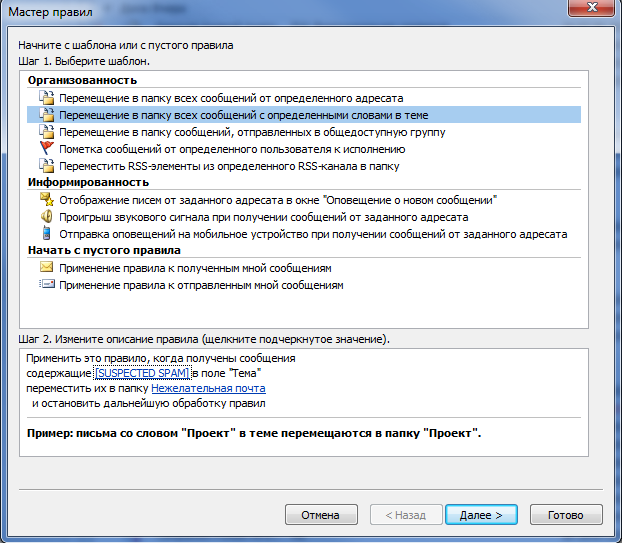 Мастер правил
Начните с шаблона или с пустого правила
Шаг 1. Выберите шаблон.
Организованность
Перемещение в папку всех сообщений от определенного адресата
Перемещение в папку всех сообщений с определенными словами в теме
Перемещение в папку сообщений, отправленных в общедоступную группу
Пометка сообщений от определенного пользователя к исполнению
Переместить RSS-элементы из определенного RSS-канала в папку
Информированность
Отображение писем от заданного адресата в окне "Оповещение о новом сообщении"
Проигрыш звукового сигнала при получении сообщений от заданного адресата
Отправка оповещений на мобильное устройство при получении сообщений от заданного адресата
Начать с пустого правила
Применение правила к полученным мной сообщениям
Применение правила к отправленным мной сообщениям
Шаг 2. Измените описание правила (щелкните подчеркнутое значение).
Применить это правило, когда получены сообщения
содержащие [SUSPECTED SPAM] в поле "Тема"
переместить их в папку Нежелательная почта
и остановить дальнейшую обработку правил
Пример: письма со словом "Проект" в теме перемещаются в папку "Проект".
Отмена < Назад Далее > Готово